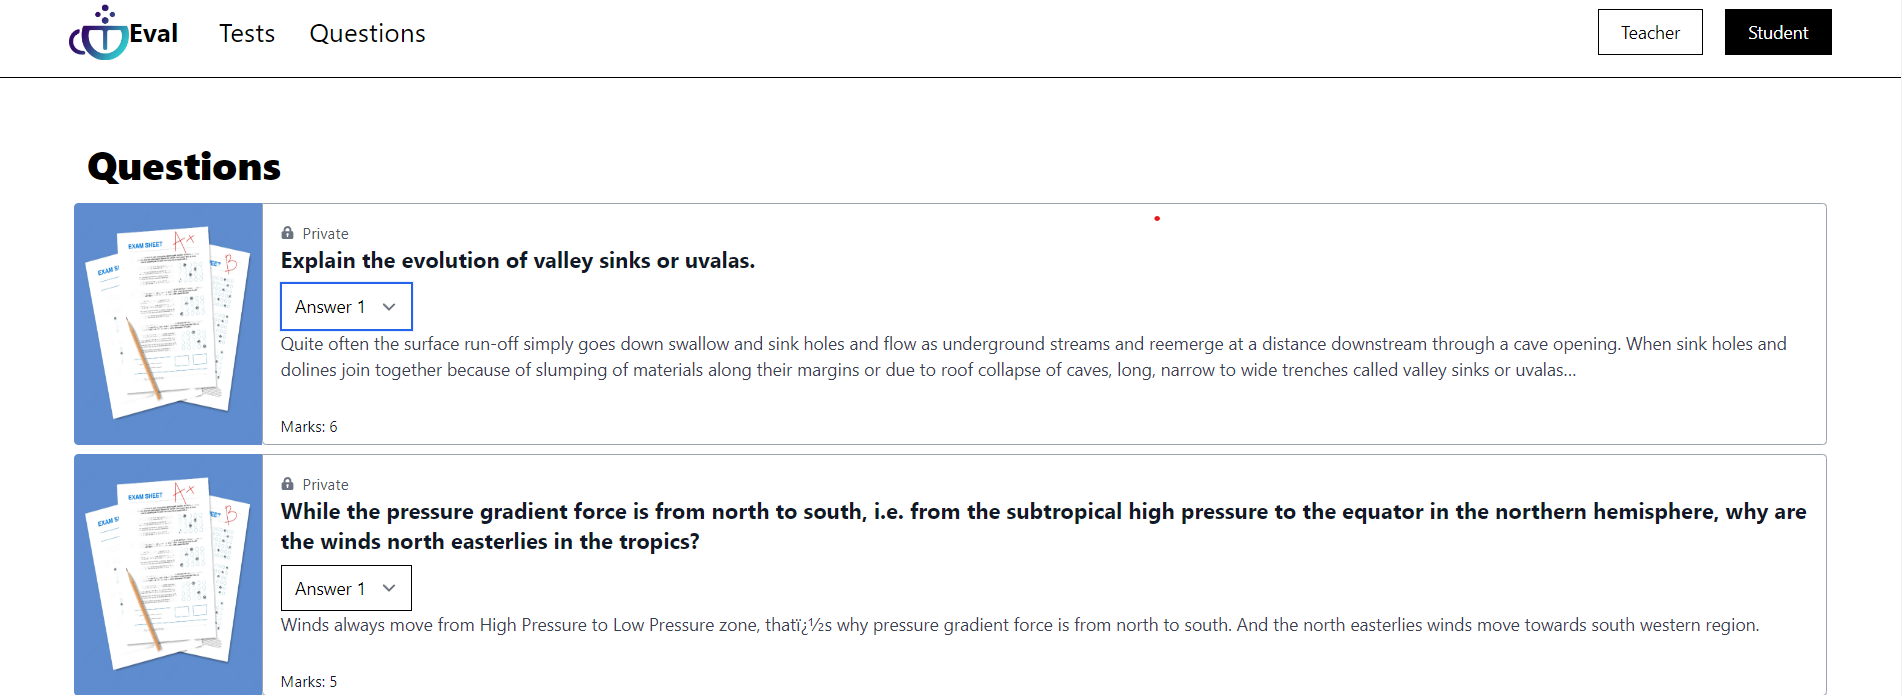 Eval Tests Questions Teacher Student
Questions
EXAM SHEET
A+
B
Private
Explain the evolution of valley sinks or uvalas.
Answer 1
Quite often the surface run-off simply goes down swallow and sink holes and flow as underground streams and reemerge at a distance downstream through a cave opening. When sink holes and
dolines join together because of slumping of materials along their margins or due to roof collapse of caves, long, narrow to wide trenches called valley sinks or uvalas...
Marks: 6
EXAM SHEET
A+
B
Private
While the pressure gradient force is from north to south, i.e. from the subtropical high pressure to the equator in the northern hemisphere, why are
the winds north easterlies in the tropics?
Answer 1
Winds always move from High Pressure to Low Pressure zone, thatï¿½s why pressure gradient force is from north to south. And the north easterlies winds move towards south western region.
Marks: 5